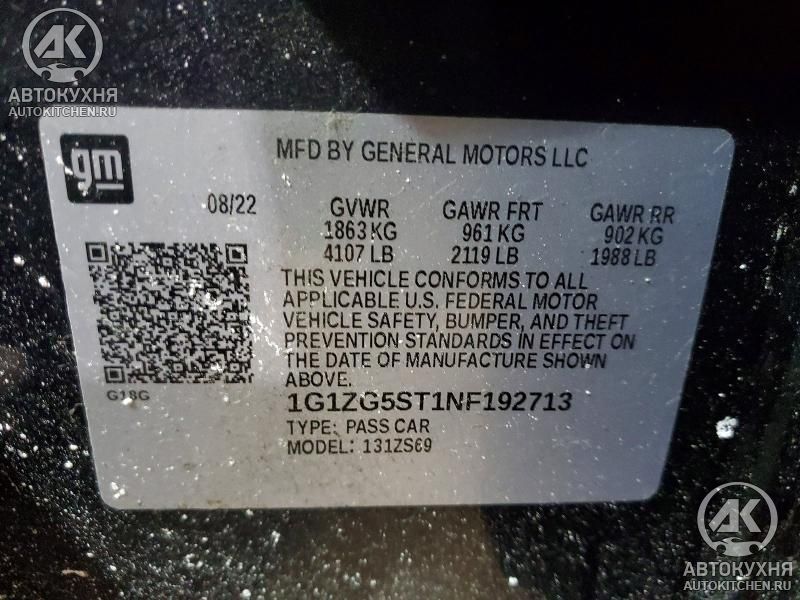 AK
АВТОКУХНЯ
AUTOKITCHEN.RU
gm
MFD BY GENERAL MOTORS LLC
08/22 GVWR GAWR FRT GAWR RR
1863 KG 961 KG 902 KG
4107 LB 2119 LB 1988 LB
THIS VEHICLE CONFORMS TO ALL
APPLICABLE U.S. FEDERAL MOTOR
VEHICLE SAFETY, BUMPER, AND THEFT
PREVENTION STANDARDS IN EFFECT ON
THE DATE OF MANUFACTURE SHOWN
ABOVE.
G18G
1G1ZG5ST1NF192713
TYPE: PASS CAR
MODEL: 131ZS69
AK
АВТОКУХНЯ
AUTOKITCHEN.RU